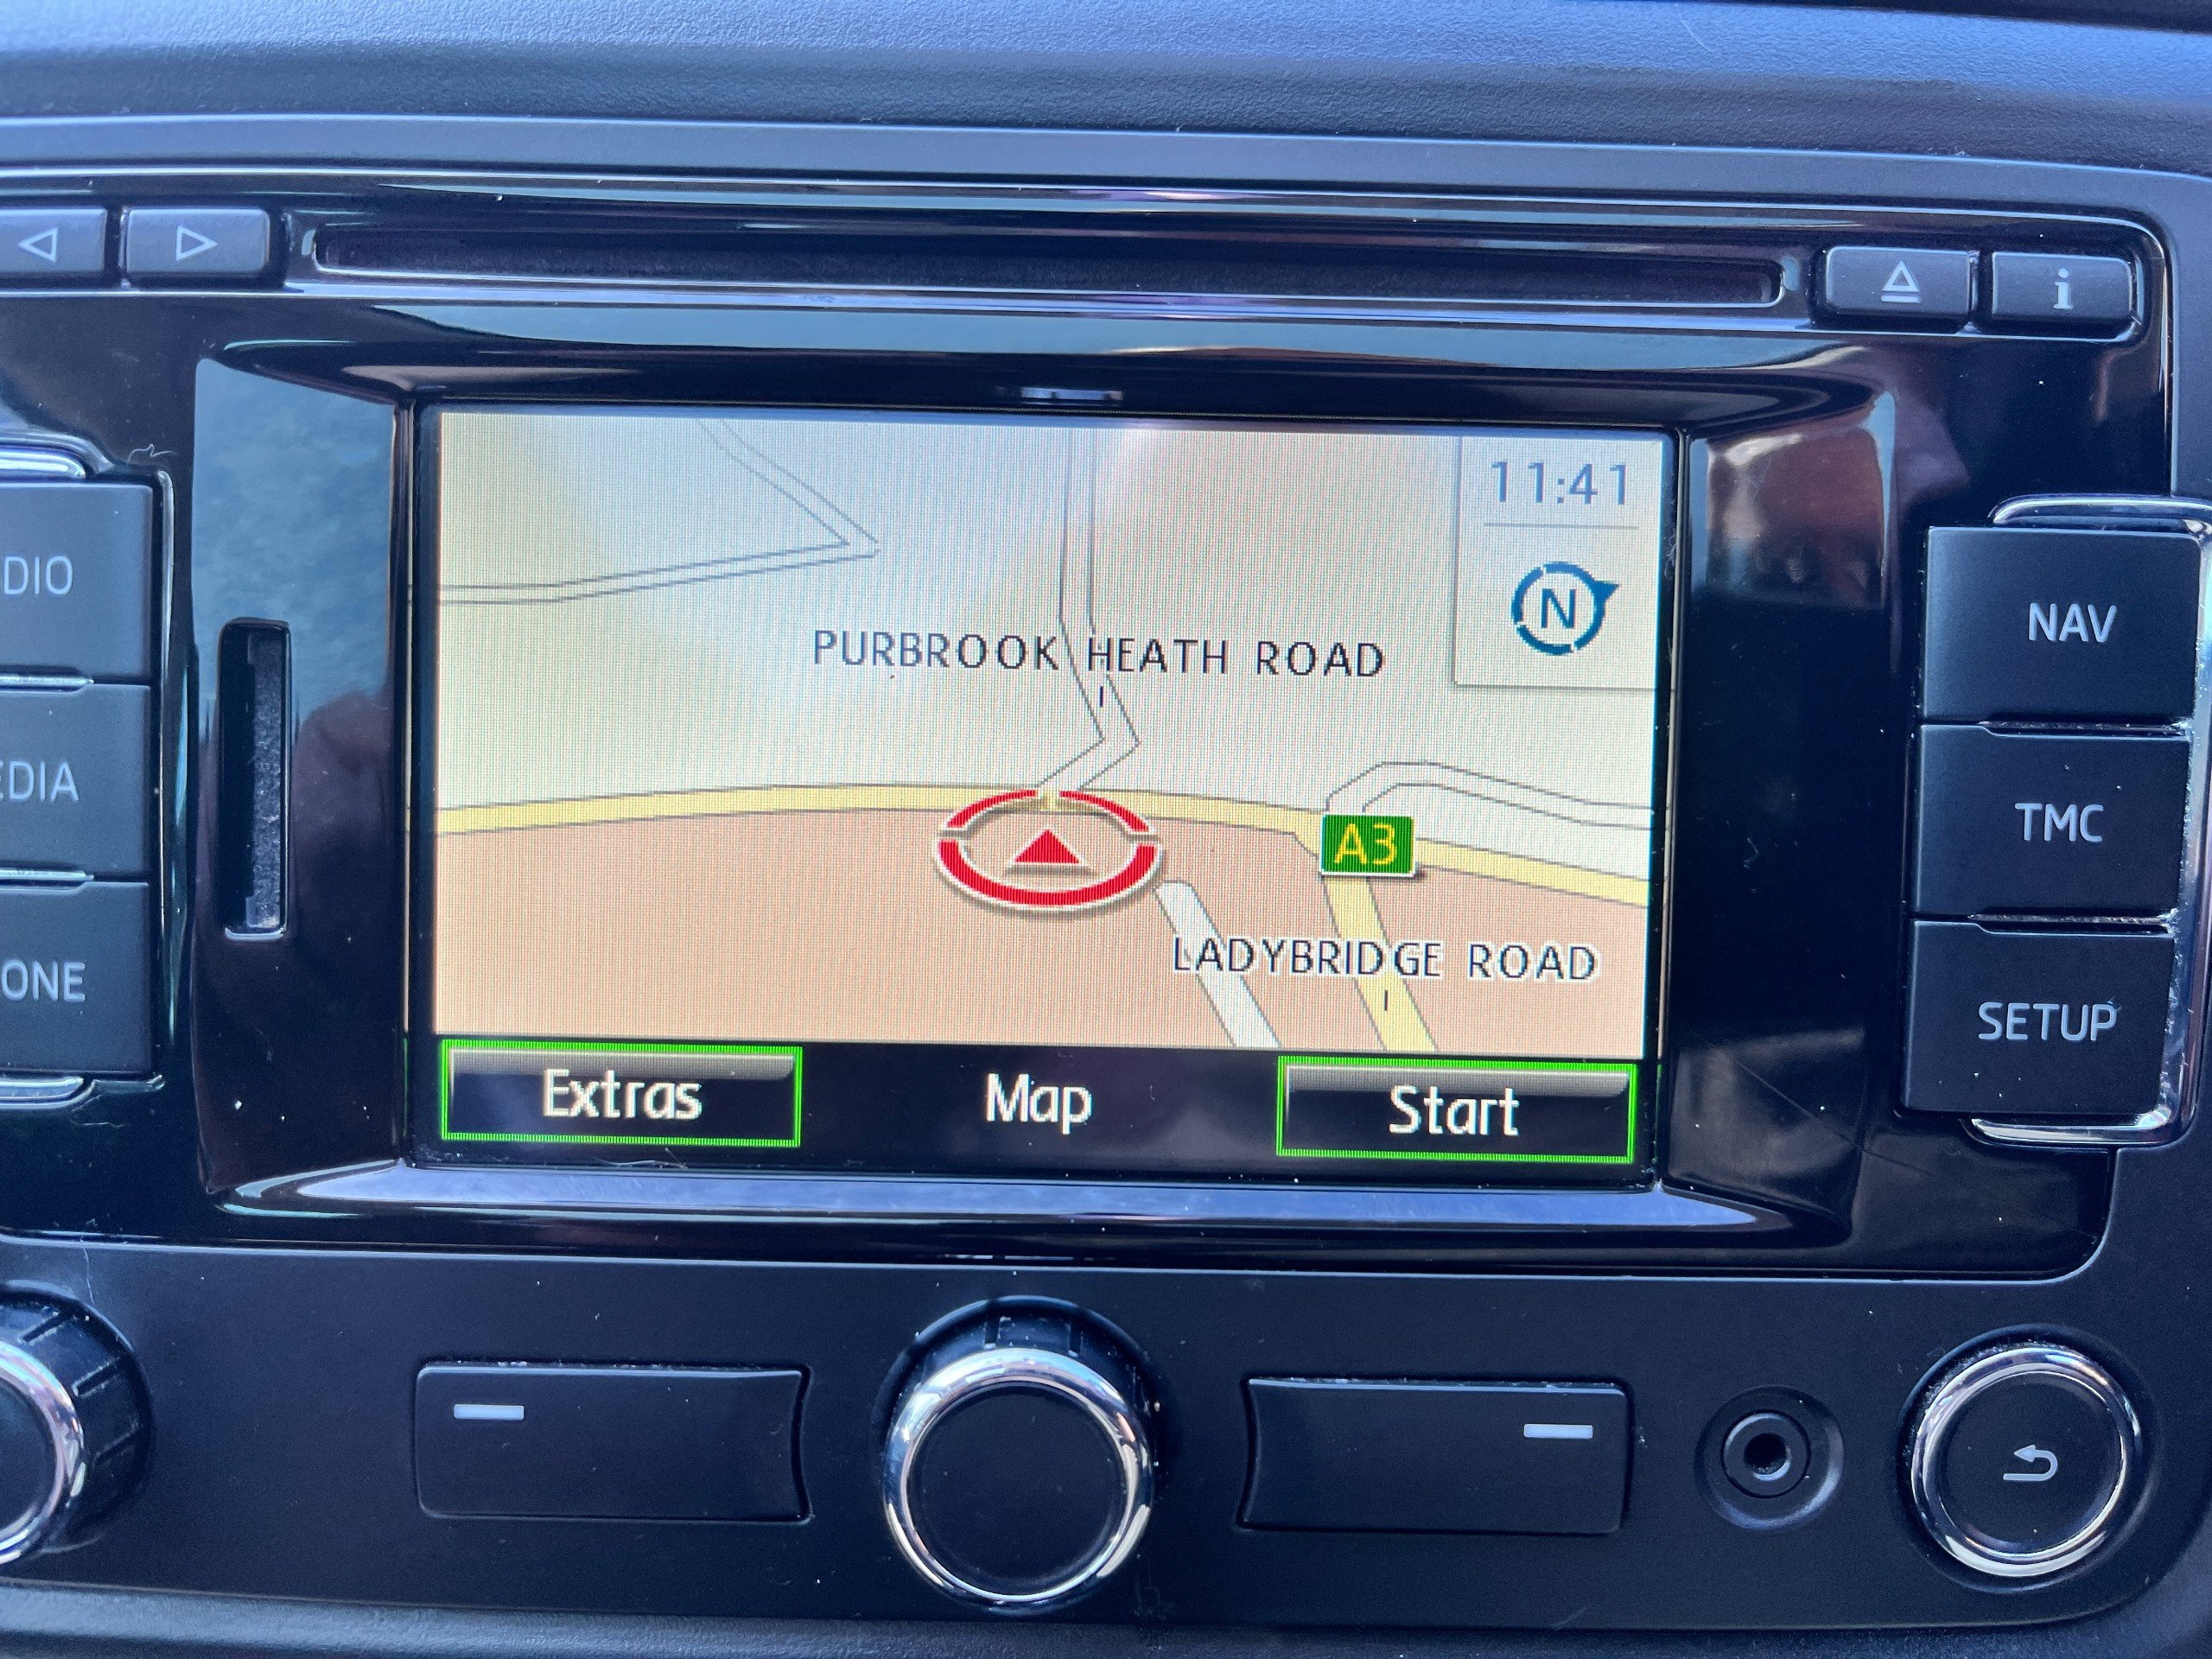 i
11:41
N
DIO
NAV
PURBROOK HEATH ROAD
EDIA
TMC
A3
LADYBRIDGE ROAD
ONE
SETUP
Extras
Map
Start